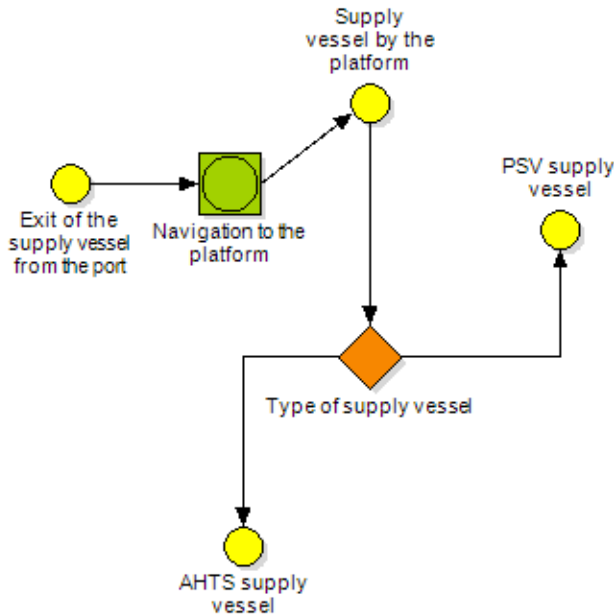 Supply
vessel by the
platform
PSV supply
vessel
Exit of the
supply vessel
from the port
Navigation to the
platform
Type of supply vessel
AHTS supply
vessel